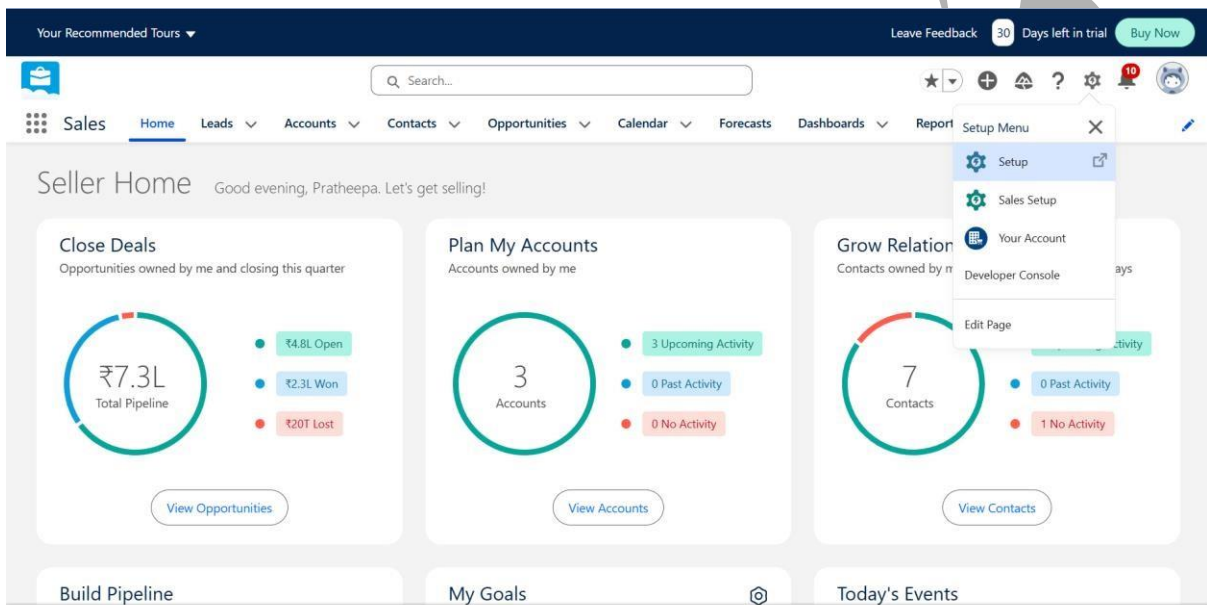 Your Recommended Tours
Leave Feedback 30 Days left in trial Buy Now
Search...
10
Sales Home Leads Accounts Contacts Opportunities Calendar Forecasts Dashboards Report
Setup Menu
Setup
Sales Setup
Your Account
Developer Console
Edit Page
Seller Home Good evening, Pratheepa. Let's get selling!
Close Deals
Opportunities owned by me and closing this quarter
₹7.3L
Total Pipeline
₹4.8L Open
₹2.3L Won
₹20T Lost
View Opportunities
Plan My Accounts
Accounts owned by me
3
Accounts
3 Upcoming Activity
0 Past Activity
0 No Activity
View Accounts
Grow Relation
Contacts owned by m ays
7
Contacts
ctivity
0 Past Activity
1 No Activity
View Contacts
Build Pipeline
My Goals
Today's Events